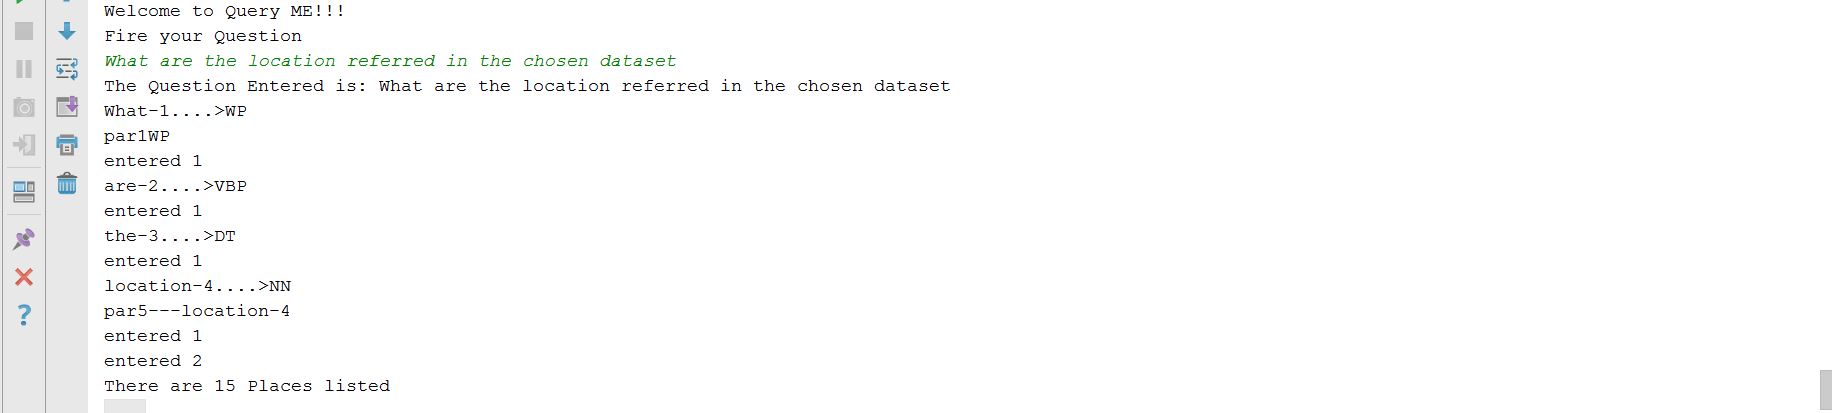 Welcome to Query ME!!!
Fire your Question
What are the location referred in the chosen dataset
The Question Entered is: What are the location referred in the chosen dataset
What-1....>WP
par1WP
entered 1
are-2....>VBP
entered 1
the-3....>DT
entered 1
location-4....>NN
par5---location-4
entered 1
entered 2
There are 15 Places listed